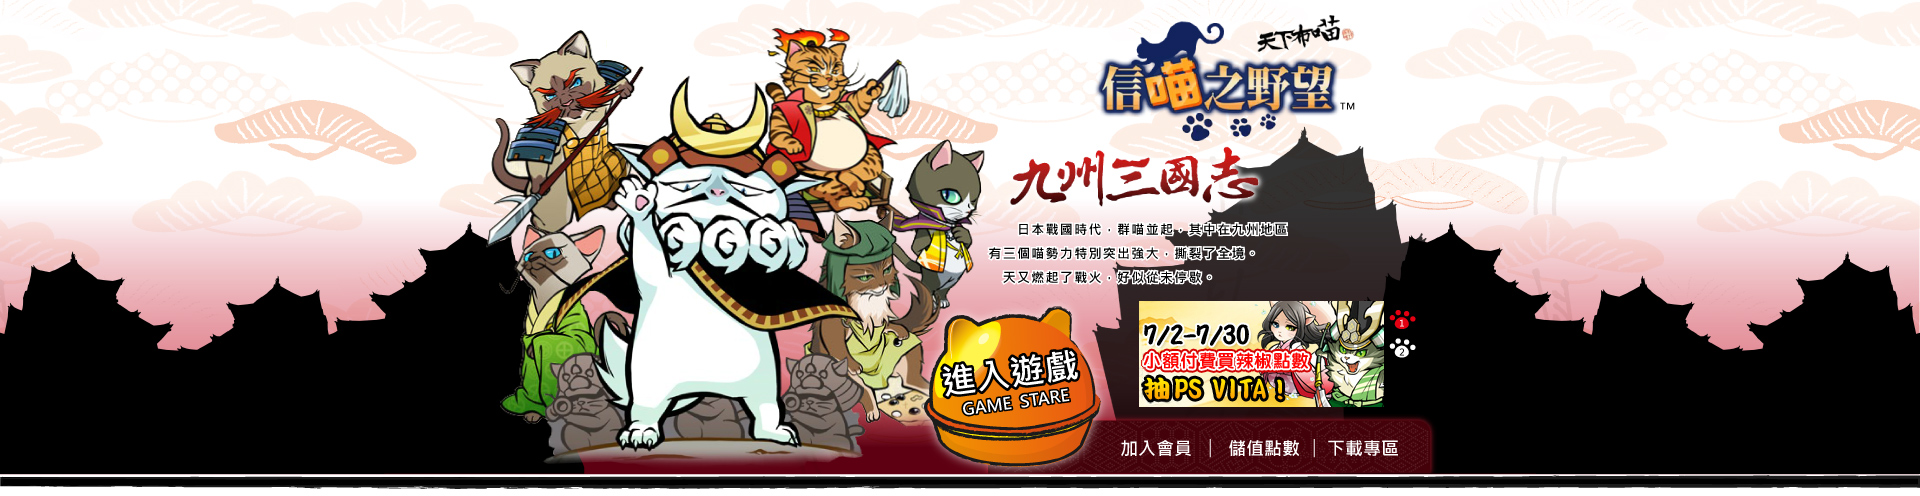 天下布喵
信喵之野望
TM
九州三國志
日本戰國時代，群喵並起，其中在九州地區
有三個喵勢力特別突出強大，撕裂了全境。
天又燃起了戰火，好似從未停歇。
7/2-7/30
小額付費買辣椒點數
抽PS VITA！
1
2
進入遊戲
GAME STARE
加入會員｜儲值點數｜下載專區